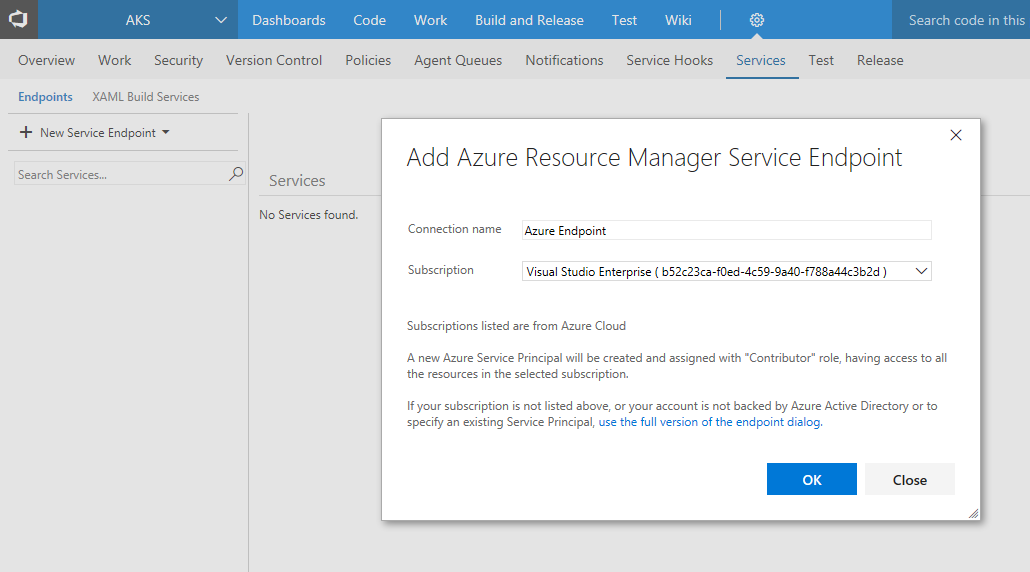 AKS
Dashboards Code Work Build and Release Test Wiki Search code in this
Overview Work Security Version Control Policies Agent Queues Notifications Service Hooks Services Test Release
Endpoints XAML Build Services
+ New Service Endpoint
Search Services...
Services
No Services found.
Add Azure Resource Manager Service Endpoint
Connection name Azure Endpoint
Subscription Visual Studio Enterprise ( b52c23ca-f0ed-4c59-9a40-f788a44c3b2d )
Subscriptions listed are from Azure Cloud
A new Azure Service Principal will be created and assigned with "Contributor" role, having access to all
the resources in the selected subscription.
If your subscription is not listed above, or your account is not backed by Azure Active Directory or to
specify an existing Service Principal, use the full version of the endpoint dialog.
OK Close